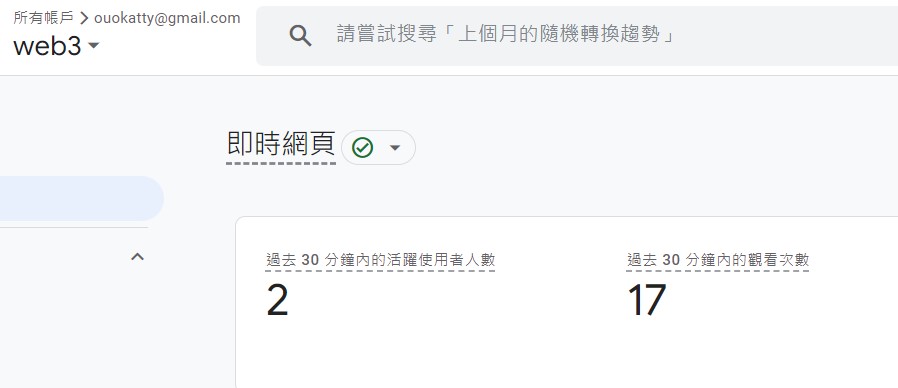 所有帳戶 > ouokatty@gmail.com
web3
請嘗試搜尋「上個月的隨機轉換趨勢」
即時網頁
過去 30 分鐘內的活躍使用者人數
過去 30 分鐘內的觀看次數
2
17